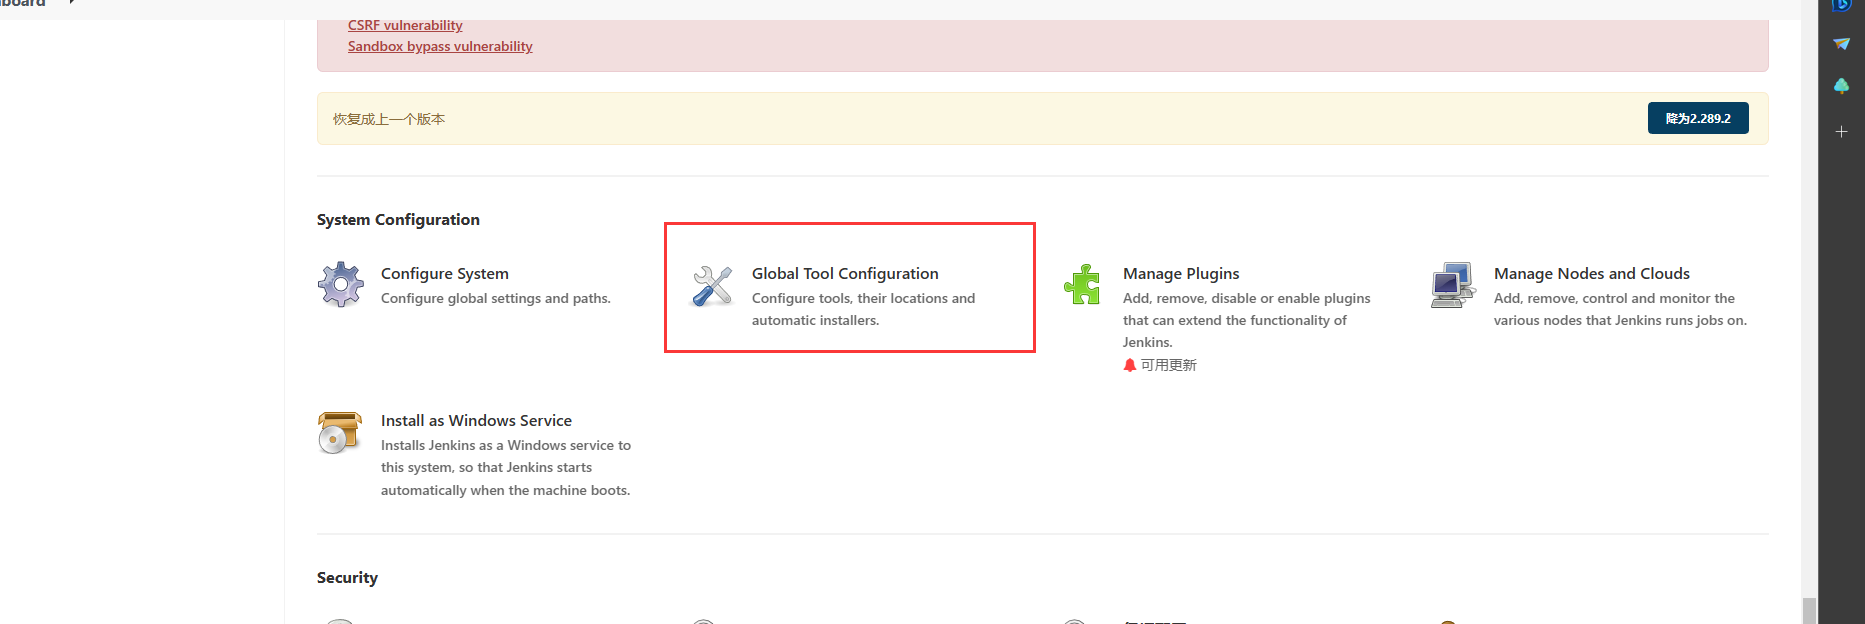 CSRF vulnerability
Sandbox bypass vulnerability
恢复成上一个版本
降为2.289.2
System Configuration
Configure System
Configure global settings and paths.
Global Tool Configuration
Configure tools, their locations and
automatic installers.
Manage Plugins
Add, remove, disable or enable plugins
that can extend the functionality of
Jenkins.
可用更新
Manage Nodes and Clouds
Add, remove, control and monitor the
various nodes that Jenkins runs jobs on.
Install as Windows Service
Installs Jenkins as a Windows service to
this system, so that Jenkins starts
automatically when the machine boots.
Security